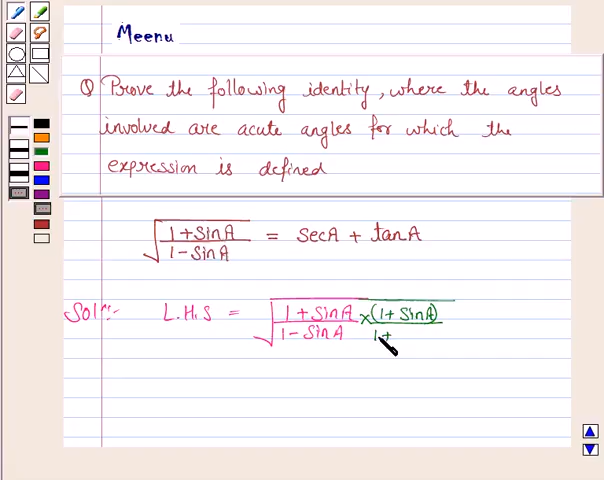 Meenu
Q Prove the following identity, where the angles
involved are acute angles for which the
expression is defined
√(1+SinA / 1-SinA) = SecA + tanA
Solⁿ:- L.H.S = √(1+SinA / 1-SinA × (1+SinA) / 1+)